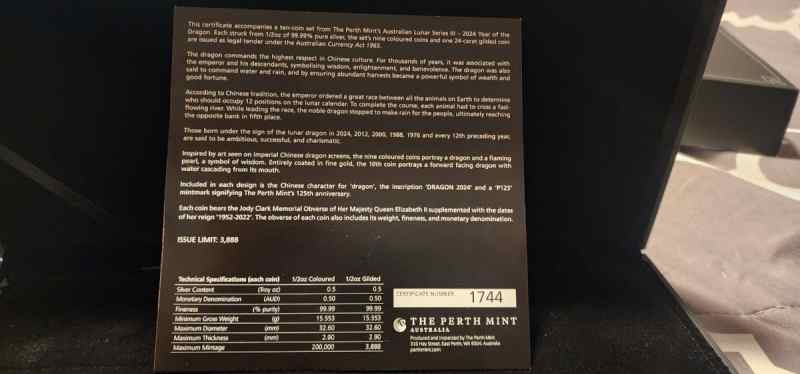 This certificate accompanies a ten-coin set from The Perth Mint's Australian Lunar Series III – 2024 Year of the
Dragon. Each struck from 1/2oz of 99.99% pure silver, the set's nine coloured coins and one 24-carat gilded coin
are issued as legal tender under the Australian Currency Act 1965.
The dragon commands the highest respect in Chinese culture. For thousands of years, it was associated with
the emperor and his descendants, symbolising wisdom, enlightenment, and benevolence. The dragon was also
said to command water and rain, and by ensuring abundant harvests became a powerful symbol of wealth and
good fortune.
According to Chinese tradition, the emperor ordered a great race between all the animals on Earth to determine
who should occupy 12 positions on the lunar calendar. To complete the course, each animal had to cross a fast-
flowing river. While leading the race, the noble dragon stopped to make rain for the people, ultimately reaching
the opposite bank in fifth place.
Those born under the sign of the lunar dragon in 2024, 2012, 2000, 1988, 1976 and every 12th preceding year,
are said to be ambitious, successful, and charismatic.
Inspired by art seen on imperial Chinese dragon screens, the nine coloured coins portray a dragon and a flaming
pearl, a symbol of wisdom. Entirely coated in fine gold, the 10th coin portrays a forward facing dragon with
water cascading from its mouth.
Included in each design is the Chinese character for 'dragon', the inscription 'DRAGON 2024' and a 'P125'
mintmark signifying The Perth Mint's 125th anniversary.
Each coin bears the Jody Clark Memorial Obverse of Her Majesty Queen Elizabeth II supplemented with the dates
of her reign '1952-2022'. The obverse of each coin also includes its weight, fineness, and monetary denomination.
ISSUE LIMIT: 3,888
Technical Specifications (each coin) 1/2oz Coloured 1/2oz Gilded
Silver Content (Troy oz) 0.5 0.5
Monetary Denomination (AUD) 0.50 0.50
Fineness (% purity) 99.99 99.99
Minimum Gross Weight (g) 15.553 15.553
Maximum Diameter (mm) 32.60 32.60
Maximum Thickness (mm) 2.90 2.90
Maximum Mintage 200,000 3,888
CERTIFICATE NUMBER 1744
THE PERTH MINT
AUSTRALIA
Produced and imported by The Perth Mint
310 Hay Street, East Perth, WA 6004, Australia
perthmint.com